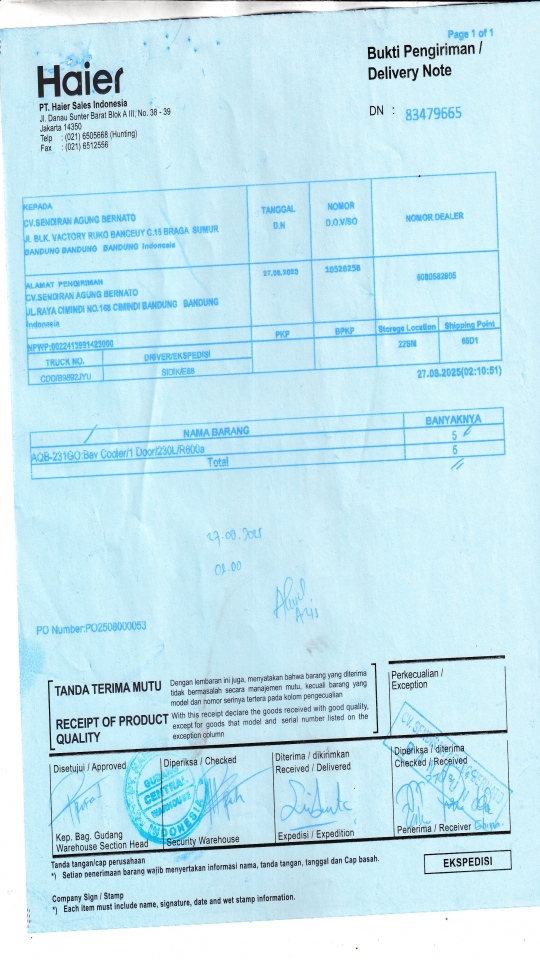 Page 1 of 1
Haier
Bukti Pengiriman /
Delivery Note
PT. Haier Sales Indonesia
Jl. Danau Sunter Barat Blok A III, No. 38 - 39
Jakarta 14350
Telp : (021) 6505668 (Hunting)
Fax : (021) 6512556
DN : 83479665
KEPADA
CV.SENDIRAN AGUNG BERNATO
JL BLK. VACTORY RUKO BANCEUY C.15 BRAGA SUMUR
BANDUNG BANDUNG BANDUNG Indonesia
TANGGAL
D.N
NOMOR
D.O.V/SO
NOMOR DEALER
ALAMAT PENGIRIMAN
CV.SENDIRAN AGUNG BERNATO
JL.RAYA CIMINDI NO.168 CIMINDI BANDUNG BANDUNG
Indonesia
27.08.2025
NPWP:0022413991423000
PKP
BPKP
Storage Location
Shipping Point
TRUCK NO.
DRIVER/EKSPEDISI
22SM
66D1
27.08.2025(02:10:51)
NAMA BARANG
BANYAKNYA
AQB-231GO:Bev Cooler/1 Door/230L/R600a
5
Total
5
27.08.2025
02.00
Aris
PO Number:PO2508000053
TANDA TERIMA MUTU
Dengan lembaran ini juga, menyatakan bahwa barang yang diterima
tidak bermasalah secara manajemen mutu, kecuali barang yang
model dan nomor serinya tertera pada kolom pengecualian
RECEIPT OF PRODUCT
QUALITY
With this receipt declare the goods received with good quality,
except for goods that model and serial number listed on the
exception column
Perkecualian /
Exception
Disetujui / Approved
Diperiksa / Checked
Diterima / dikirimkan
Received / Delivered
Diperiksa / diterima
Checked / Received
CENTRAL
WAREHOUSE
INDONESIA
Kep. Bag. Gudang
Warehouse Section Head
Security Warehouse
Expedisi / Expedition
Penerima / Receiver
Tanda tangan/cap perusahaan
*) Setian penerimaan barang wajib menyertakan informasi nama, tanda tangan, tanggal dan Cap basah.
EKSPEDISI
Company Sign / Stamp
*) Each item must include name, signature, date and wet stamp information.